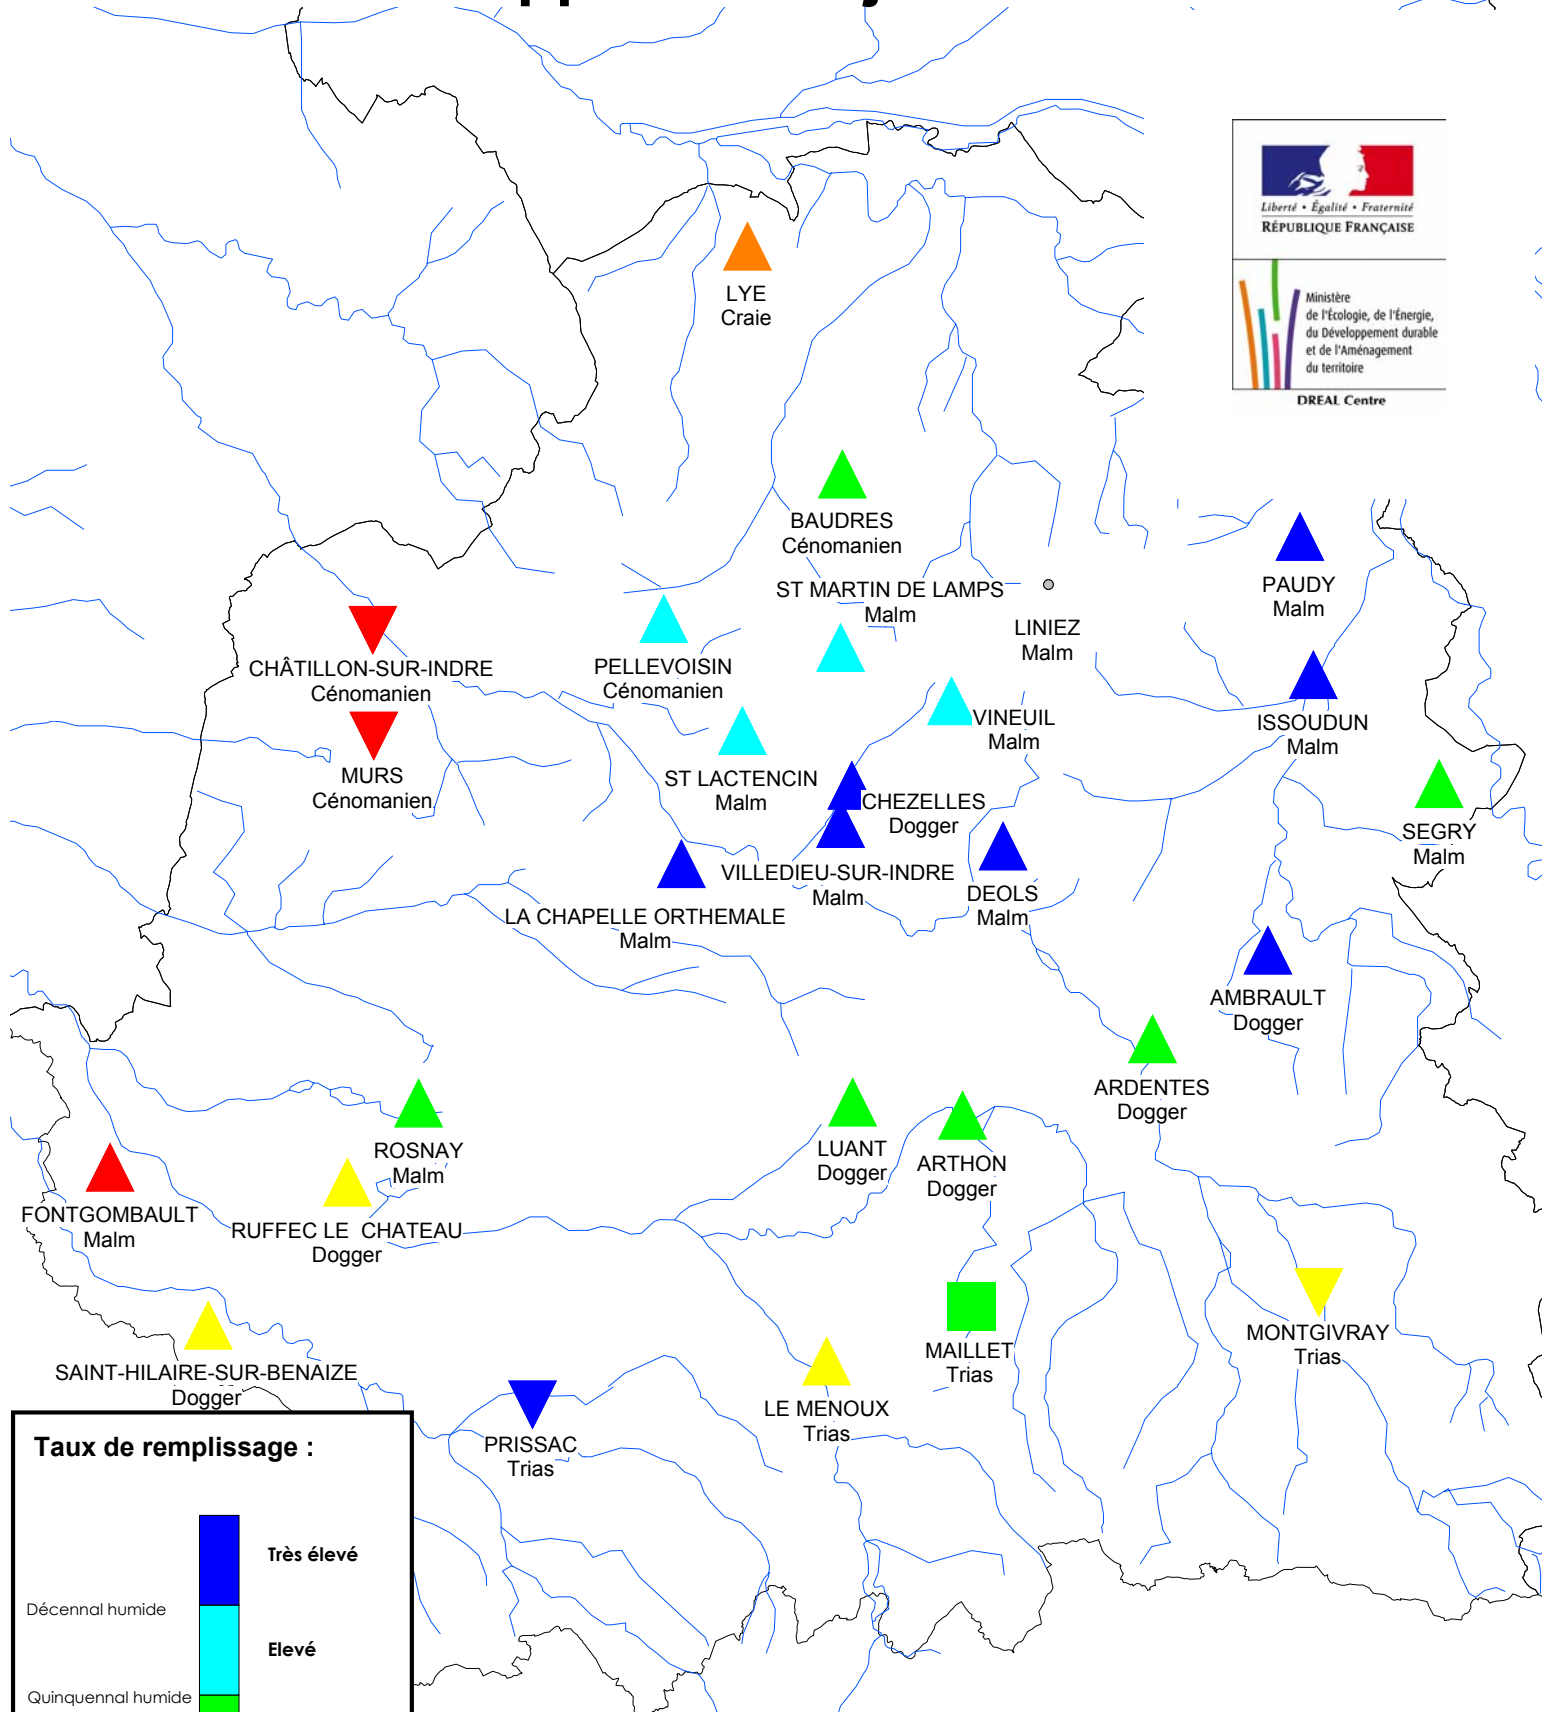 Liberté • Égalité • Fraternité
RÉPUBLIQUE FRANÇAISE
Ministère
de l'Écologie, de l'Énergie,
du Développement durable
et de l'Aménagement
du territoire
DREAL Centre
LYE
Craie
BAUDRES
Cénomanien
ST MARTIN DE LAMPS
Malm
LINIEZ
Malm
PAUDY
Malm
CHÂTILLON-SUR-INDRE
Cénomanien
PELLEVOISIN
Cénomanien
VINEUIL
Malm
ISSOUDUN
Malm
MURS
Cénomanien
ST LACTENCIN
Malm
CHEZELLES
Dogger
SEGRY
Malm
VILLEDIEU-SUR-INDRE
Malm
DEOLS
Malm
LA CHAPELLE ORTHEMALE
Malm
AMBRAULT
Dogger
ARDENTES
Dogger
ROSNAY
Malm
LUANT
Dogger
ARTHON
Dogger
FONTGOMBAULT
Malm
RUFFEC LE  CHATEAU
Dogger
MAILLET
Trias
MONTGIVRAY
Trias
SAINT-HILAIRE-SUR-BENAIZE
Dogger
LE MENOUX
Trias
PRISSAC
Trias
Taux de remplissage :
Très élevé
Décennal humide
Elevé
Quinquennal humide